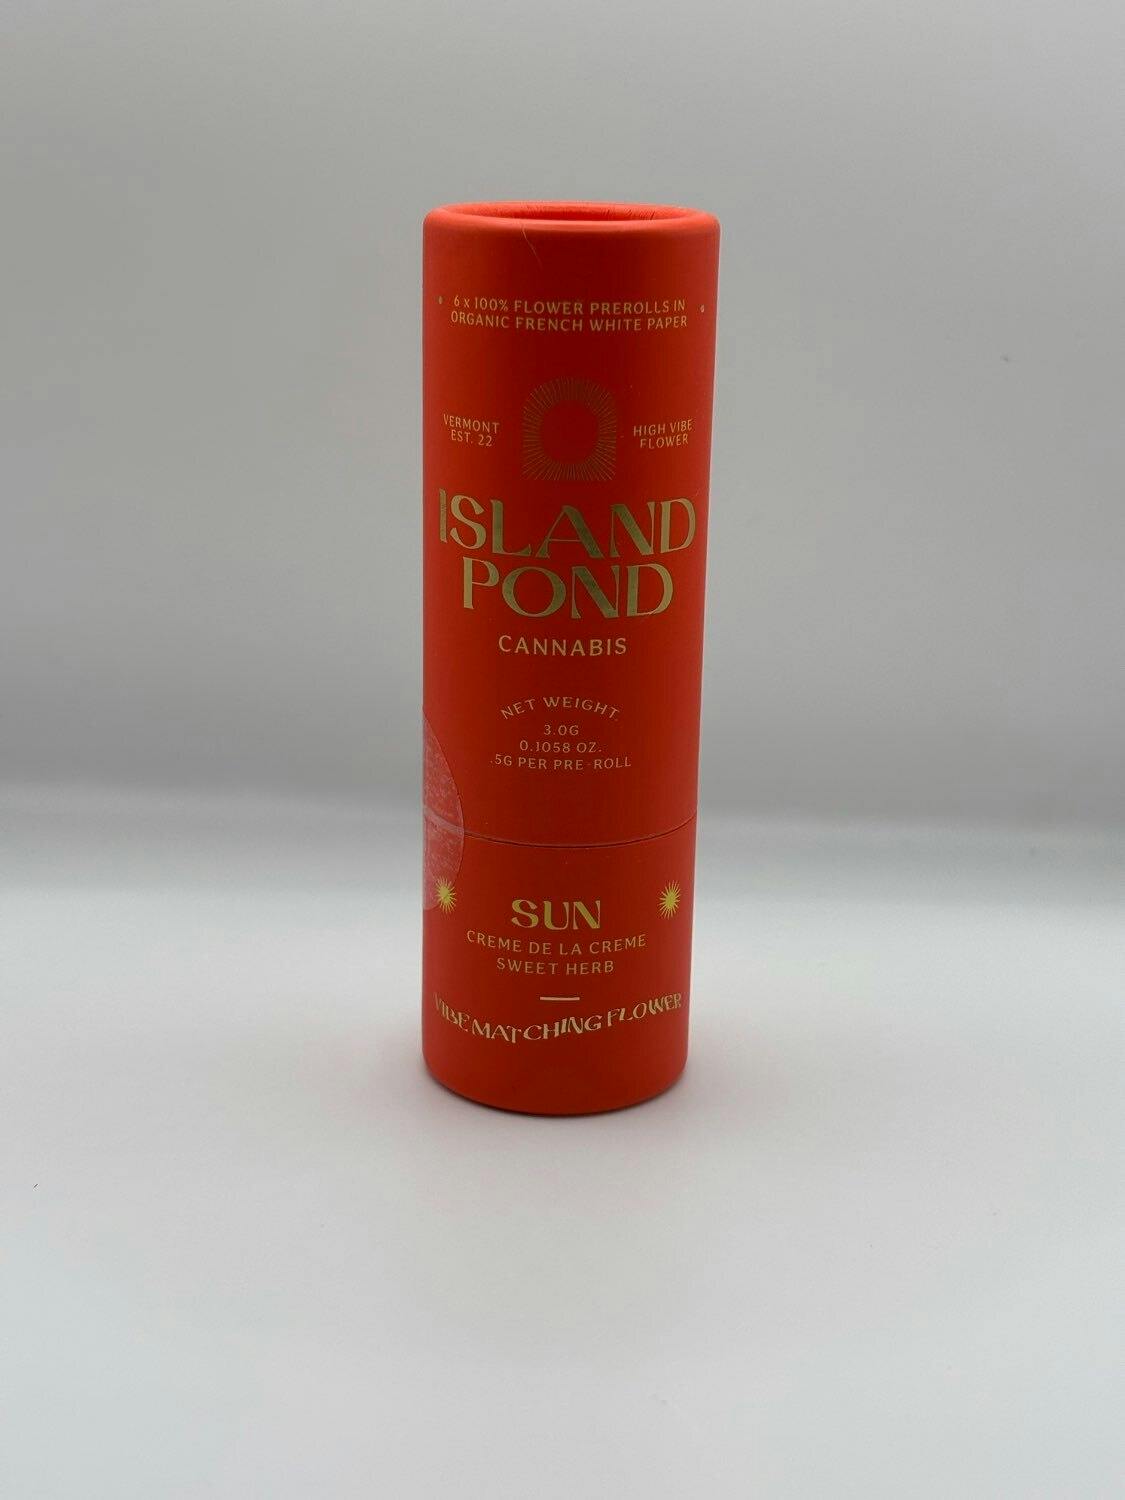 6 x 100% FLOWER PREROLLS IN
ORGANIC FRENCH WHITE PAPER
VERMONT
EST. 22
HIGH VIBE
FLOWER
ISLAND
POND
CANNABIS
NET WEIGHT
3.0G
0.1058 OZ.
.5G PER PRE-ROLL
SUN
CREME DE LA CREME
SWEET HERB
VIBE MATCHING FLOWER